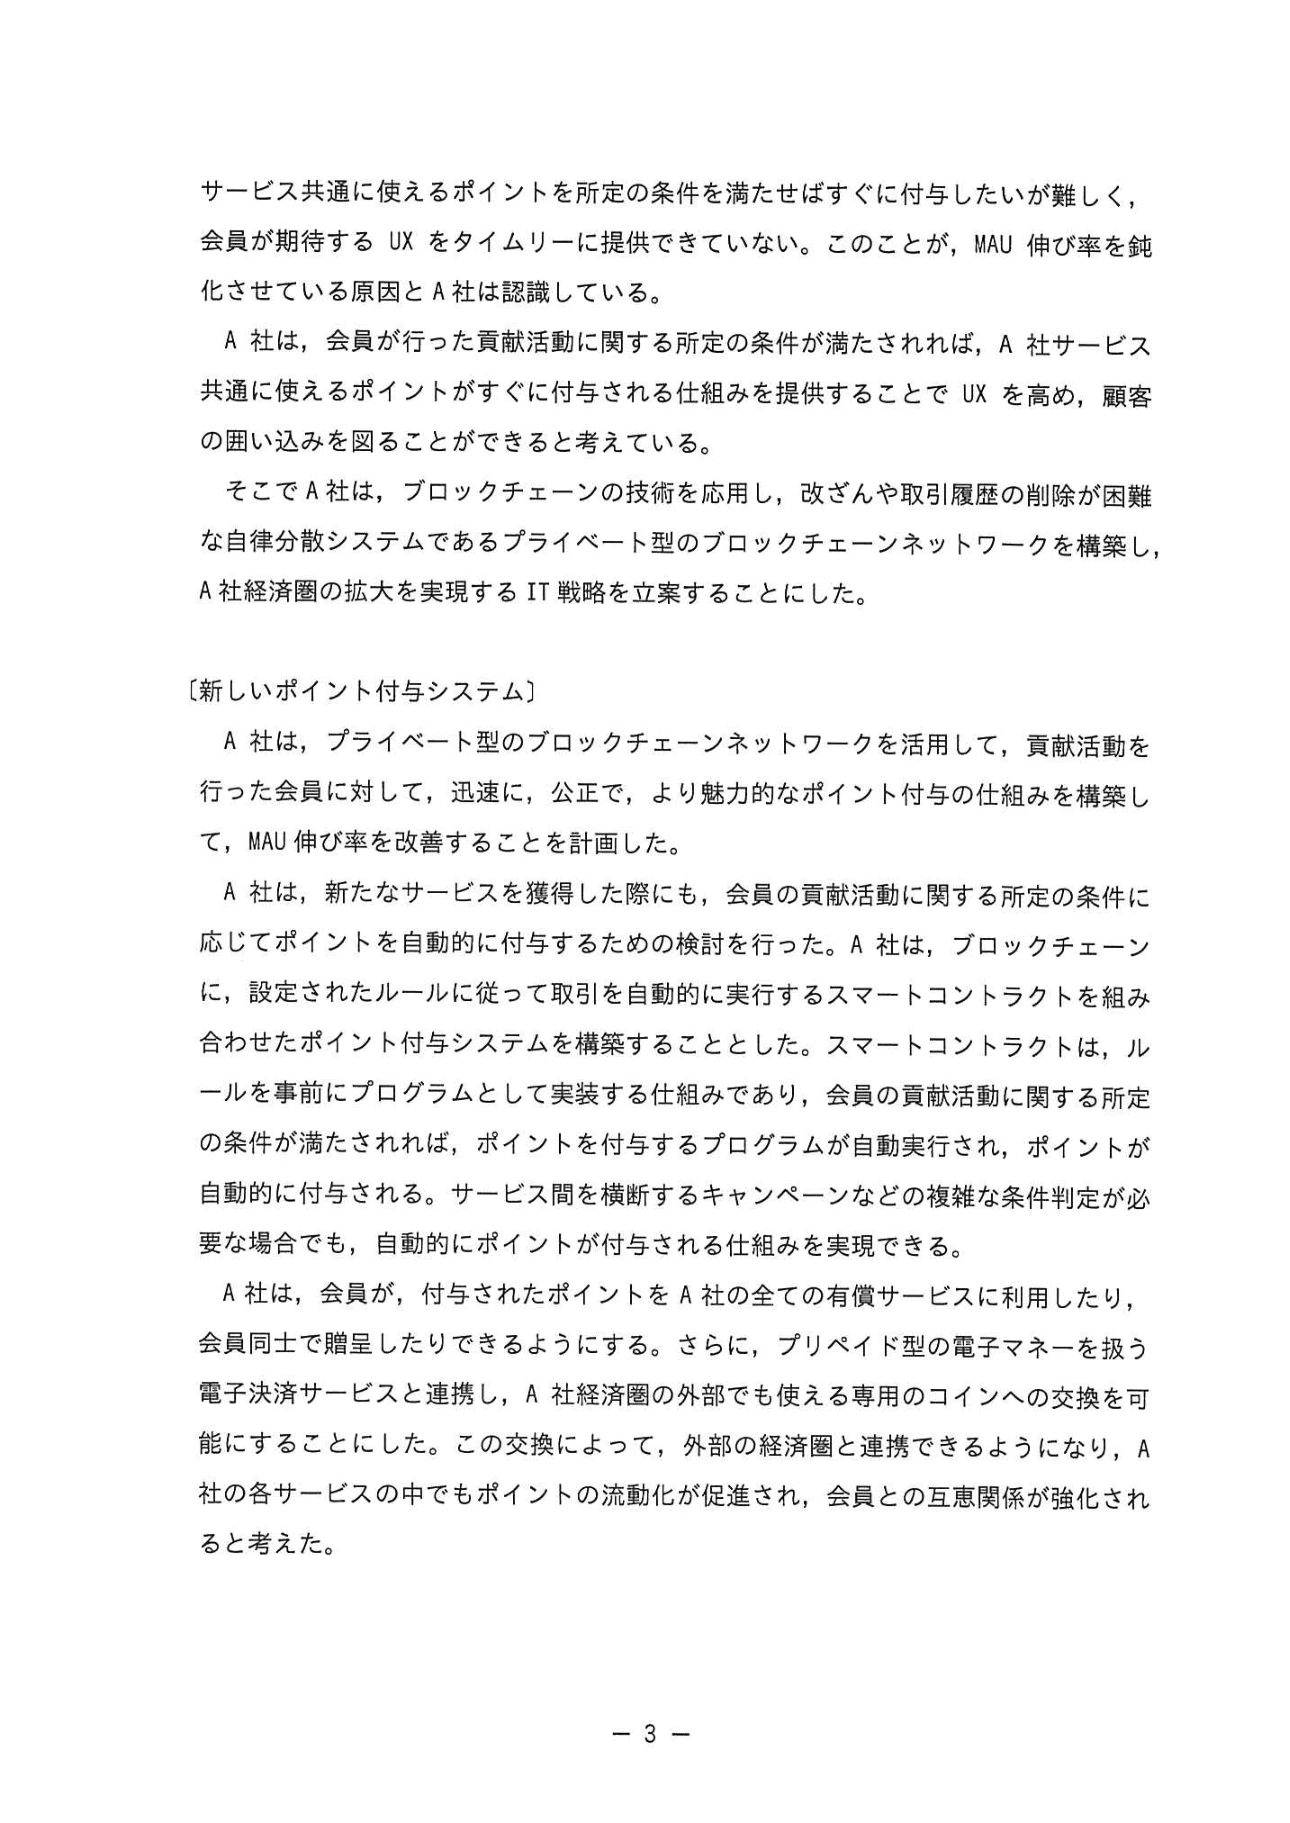 サービス共通に使えるポイントを所定の条件を満たせばすぐに付与したいが難しく，
会員が期待する UX をタイムリーに提供できていない。このことが，MAU 伸び率を鈍
化させている原因と A 社は認識している。
A 社は，会員が行った貢献活動に関する所定の条件が満たされれば，A 社サービス
共通に使えるポイントがすぐに付与される仕組みを提供することで UX を高め，顧客
の囲い込みを図ることができると考えている。
そこで A 社は，ブロックチェーンの技術を応用し，改ざんや取引履歴の削除が困難
な自律分散システムであるプライベート型のブロックチェーンネットワークを構築し，
A 社経済圏の拡大を実現する IT 戦略を立案することにした。
〔新しいポイント付与システム〕
A 社は，プライベート型のブロックチェーンネットワークを活用して，貢献活動を
行った会員に対して，迅速に，公正で，より魅力的なポイント付与の仕組みを構築し
て，MAU 伸び率を改善することを計画した。
A 社は，新たなサービスを獲得した際にも，会員の貢献活動に関する所定の条件に
応じてポイントを自動的に付与するための検討を行った。A 社は，ブロックチェーン
に，設定されたルールに従って取引を自動的に実行するスマートコントラクトを組み
合わせたポイント付与システムを構築することとした。スマートコントラクトは，ル
ールを事前にプログラムとして実装する仕組みであり，会員の貢献活動に関する所定
の条件が満たされれば，ポイントを付与するプログラムが自動実行され，ポイントが
自動的に付与される。サービス間を横断するキャンペーンなどの複雑な条件判定が必
要な場合でも，自動的にポイントが付与される仕組みを実現できる。
A 社は，会員が，付与されたポイントを A 社の全ての有償サービスに利用したり，
会員同士で贈呈したりできるようにする。さらに，プリペイド型の電子マネーを扱う
電子決済サービスと連携し，A 社経済圏の外部でも使える専用のコインへの交換を可
能にすることにした。この交換によって，外部の経済圏と連携できるようになり，A
社の各サービスの中でもポイントの流動化が促進され，会員との互恵関係が強化され
ると考えた。
－ 3 －